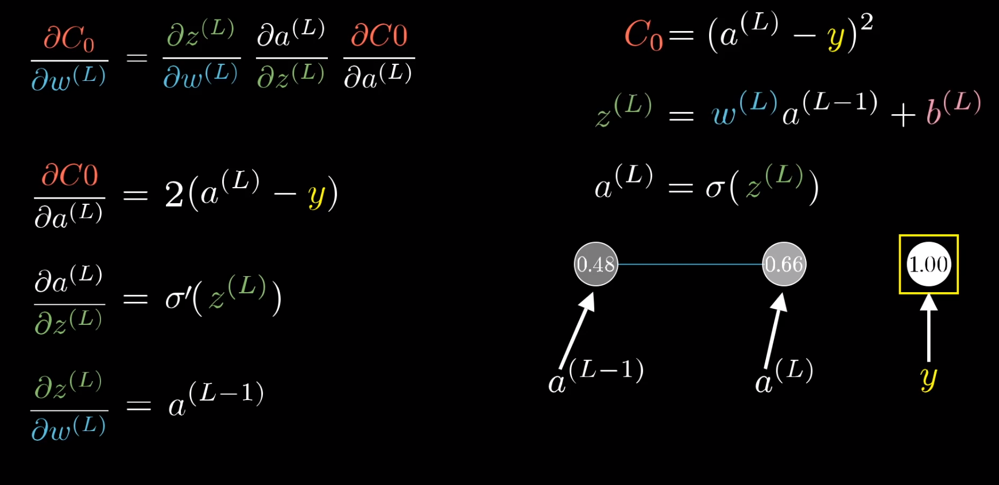 ∂C₀/∂w^(L) = ∂z^(L)/∂w^(L) ∂a^(L)/∂z^(L) ∂C0/∂a^(L)
∂C0/∂a^(L) = 2(a^(L) − y)
∂a^(L)/∂z^(L) = σ′(z^(L))
∂z^(L)/∂w^(L) = a^(L−1)
C₀ = (a^(L) − y)²
z^(L) = w^(L)a^(L−1) + b^(L)
a^(L) = σ(z^(L))
0.48 0.66 1.00
a^(L−1) a^(L) y